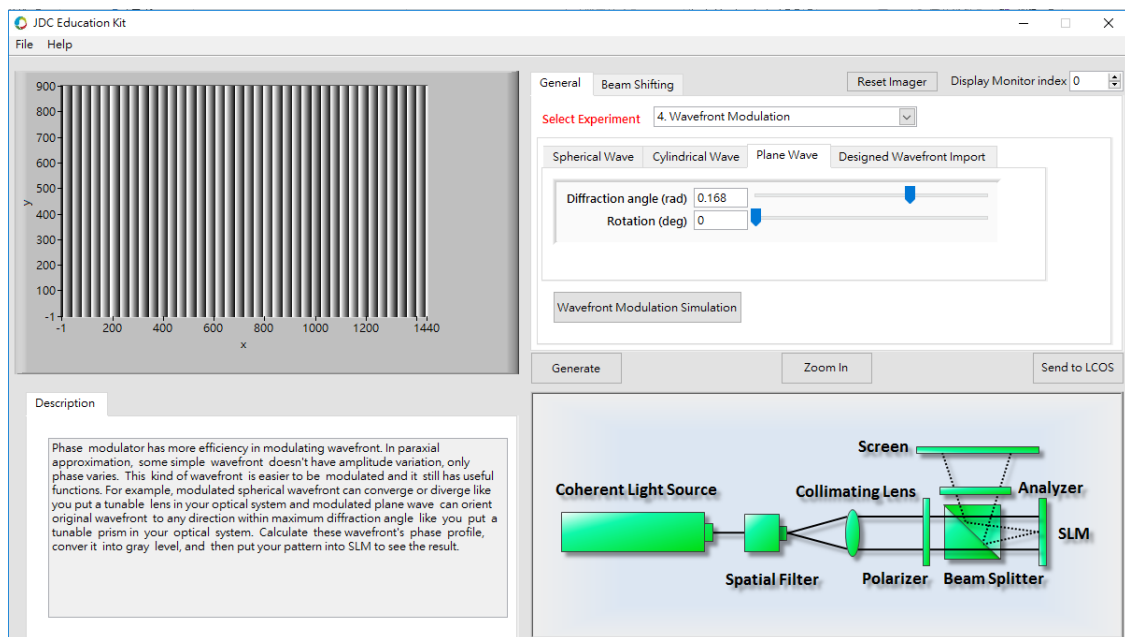 JDC Education Kit
File Help
900
800
700
600
500
400
300
200
100
-1
y
-1 200 400 600 800 1000 1200 1440
x
General Beam Shifting Reset Imager Display Monitor index 0
Select Experiment 4. Wavefront Modulation
Spherical Wave Cylindrical Wave Plane Wave Designed Wavefront Import
Diffraction angle (rad) 0.168
Rotation (deg) 0
Wavefront Modulation Simulation
Generate Zoom In Send to LCOS
Description
Phase modulator has more efficiency in modulating wavefront. In paraxial
approximation, some simple wavefront doesn't have amplitude variation, only
phase varies. This kind of wavefront is easier to be modulated and it still has useful
functions. For example, modulated spherical wavefront can converge or diverge like
you put a tunable lens in your optical system and modulated plane wave can orient
original wavefront to any direction within maximum diffraction angle like you put a
tunable prism in your optical system. Calculate these wavefront's phase profile,
conver it into gray level, and then put your pattern into SLM to see the result.
Screen
Coherent Light Source Collimating Lens Analyzer
SLM
Spatial Filter Polarizer Beam Splitter